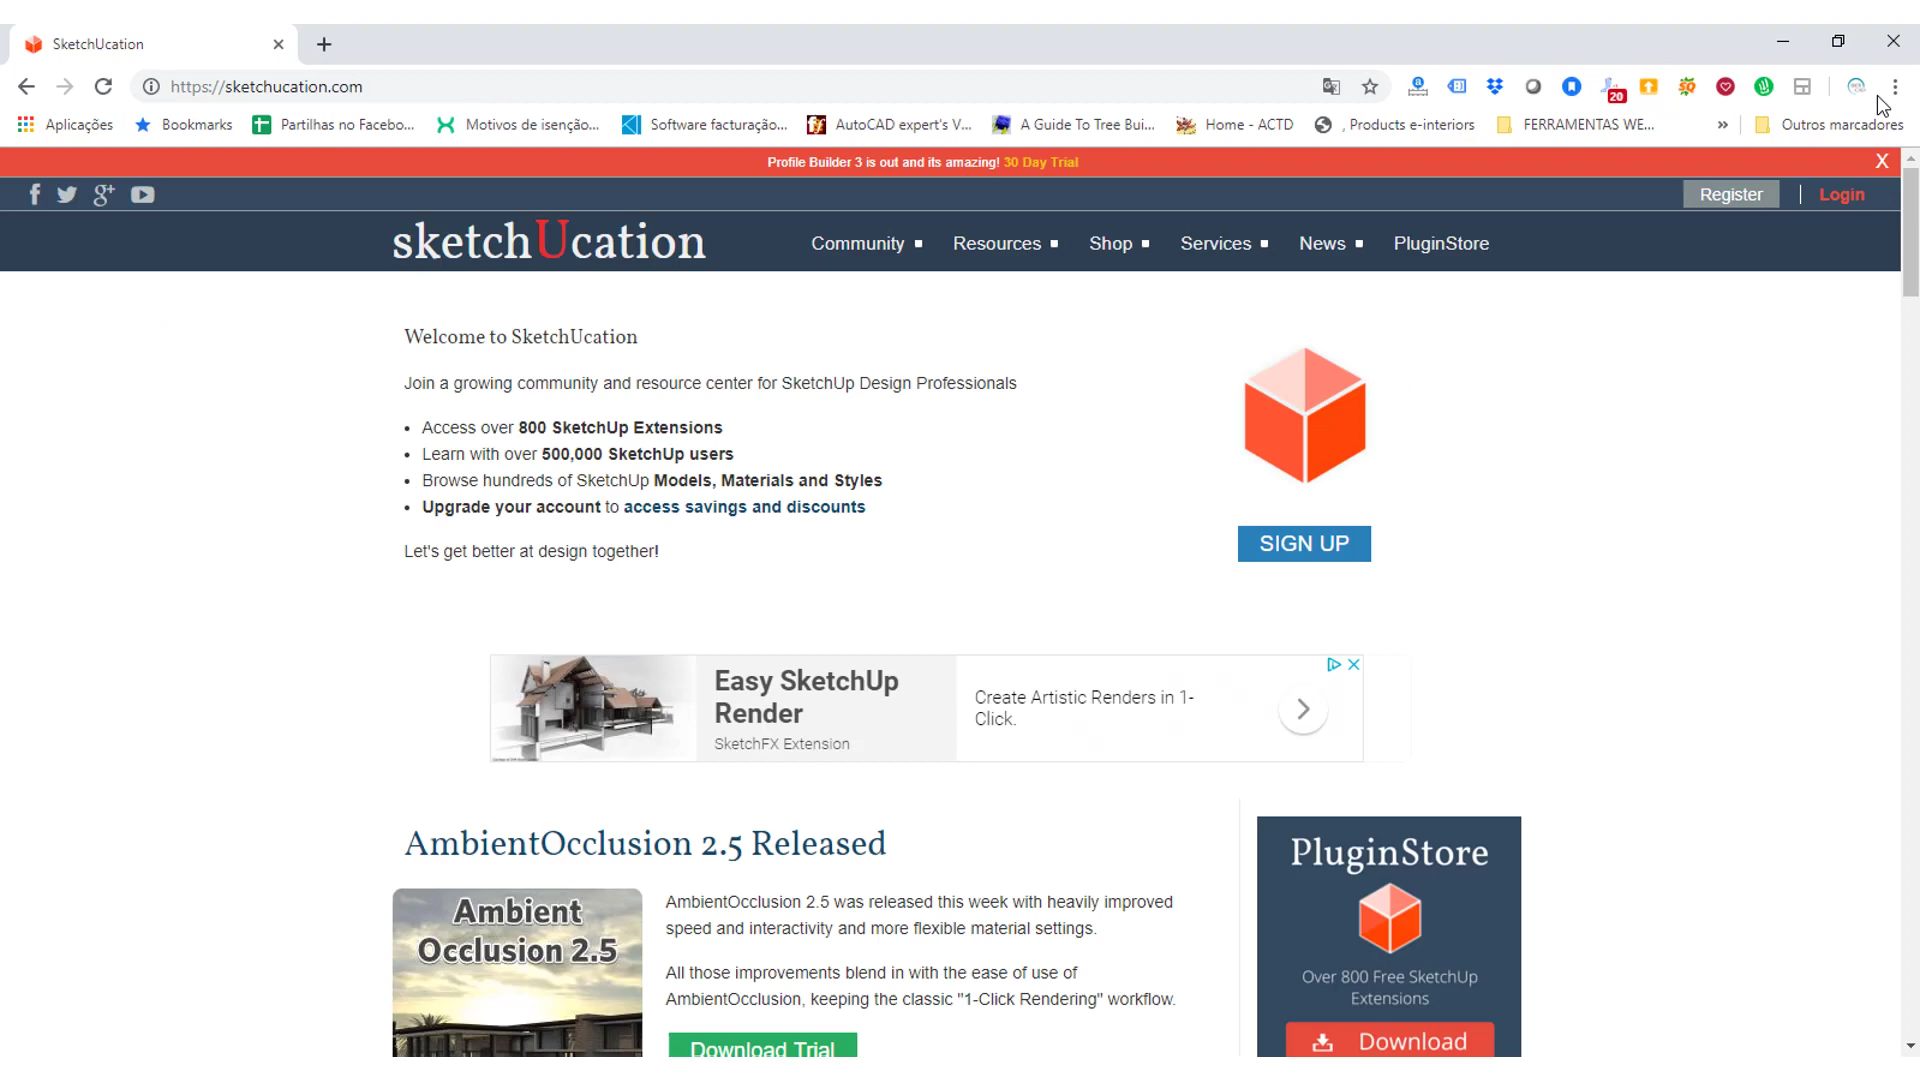 SketchUcation
https://sketchucation.com
20
Aplicações
Bookmarks
Partilhas no Facebo...
Motivos de isenção...
Software facturação...
AutoCAD expert's V...
A Guide To Tree Bui...
Home - ACTD
, Products e-interiors
FERRAMENTAS WE...
»
Outros marcadores
Profile Builder 3 is out and its amazing! 30 Day Trial
X
Register
Login
sketchUcation
Community
Resources
Shop
Services
News
PluginStore
Welcome to SketchUcation
Join a growing community and resource center for SketchUp Design Professionals
• Access over 800 SketchUp Extensions
• Learn with over 500,000 SketchUp users
• Browse hundreds of SketchUp Models, Materials and Styles
• Upgrade your account to access savings and discounts
Let's get better at design together!
SIGN UP
Easy SketchUp
Render
SketchFX Extension
Create Artistic Renders in 1-
Click.
AmbientOcclusion 2.5 Released
Ambient
Occlusion 2.5
AmbientOcclusion 2.5 was released this week with heavily improved
speed and interactivity and more flexible material settings.
All those improvements blend in with the ease of use of
AmbientOcclusion, keeping the classic "1-Click Rendering" workflow.
Download Trial
PluginStore
Over 800 Free SketchUp
Extensions
Download